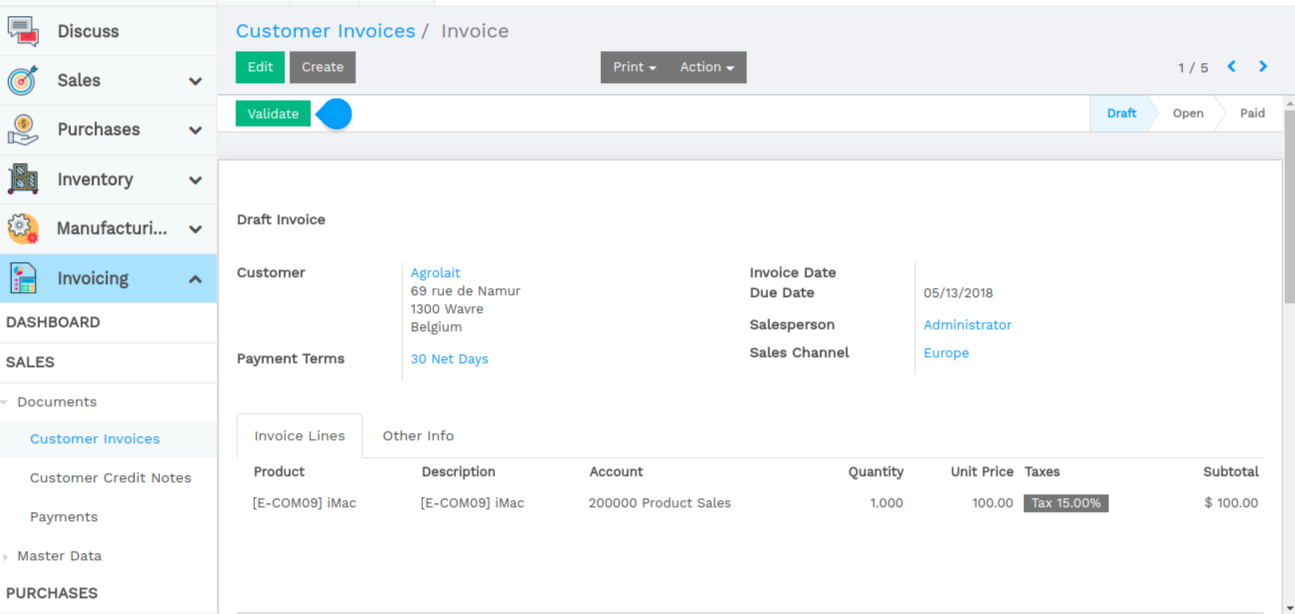 Discuss
Sales
Purchases
Inventory
Manufacturi...
Invoicing
DASHBOARD
SALES
Documents
Customer Invoices
Customer Credit Notes
Payments
Master Data
PURCHASES
Customer Invoices / Invoice
Edit Create Print Action 1 / 5
Validate Draft Open Paid
Draft Invoice
Customer Agrolait
69 rue de Namur
1300 Wavre
Belgium
Payment Terms 30 Net Days
Invoice Date
Due Date 05/13/2018
Salesperson Administrator
Sales Channel Europe
Invoice Lines Other Info
Product Description Account Quantity Unit Price Taxes Subtotal
[E-COM09] iMac [E-COM09] iMac 200000 Product Sales 1.000 100.00 Tax 15.00% $ 100.00